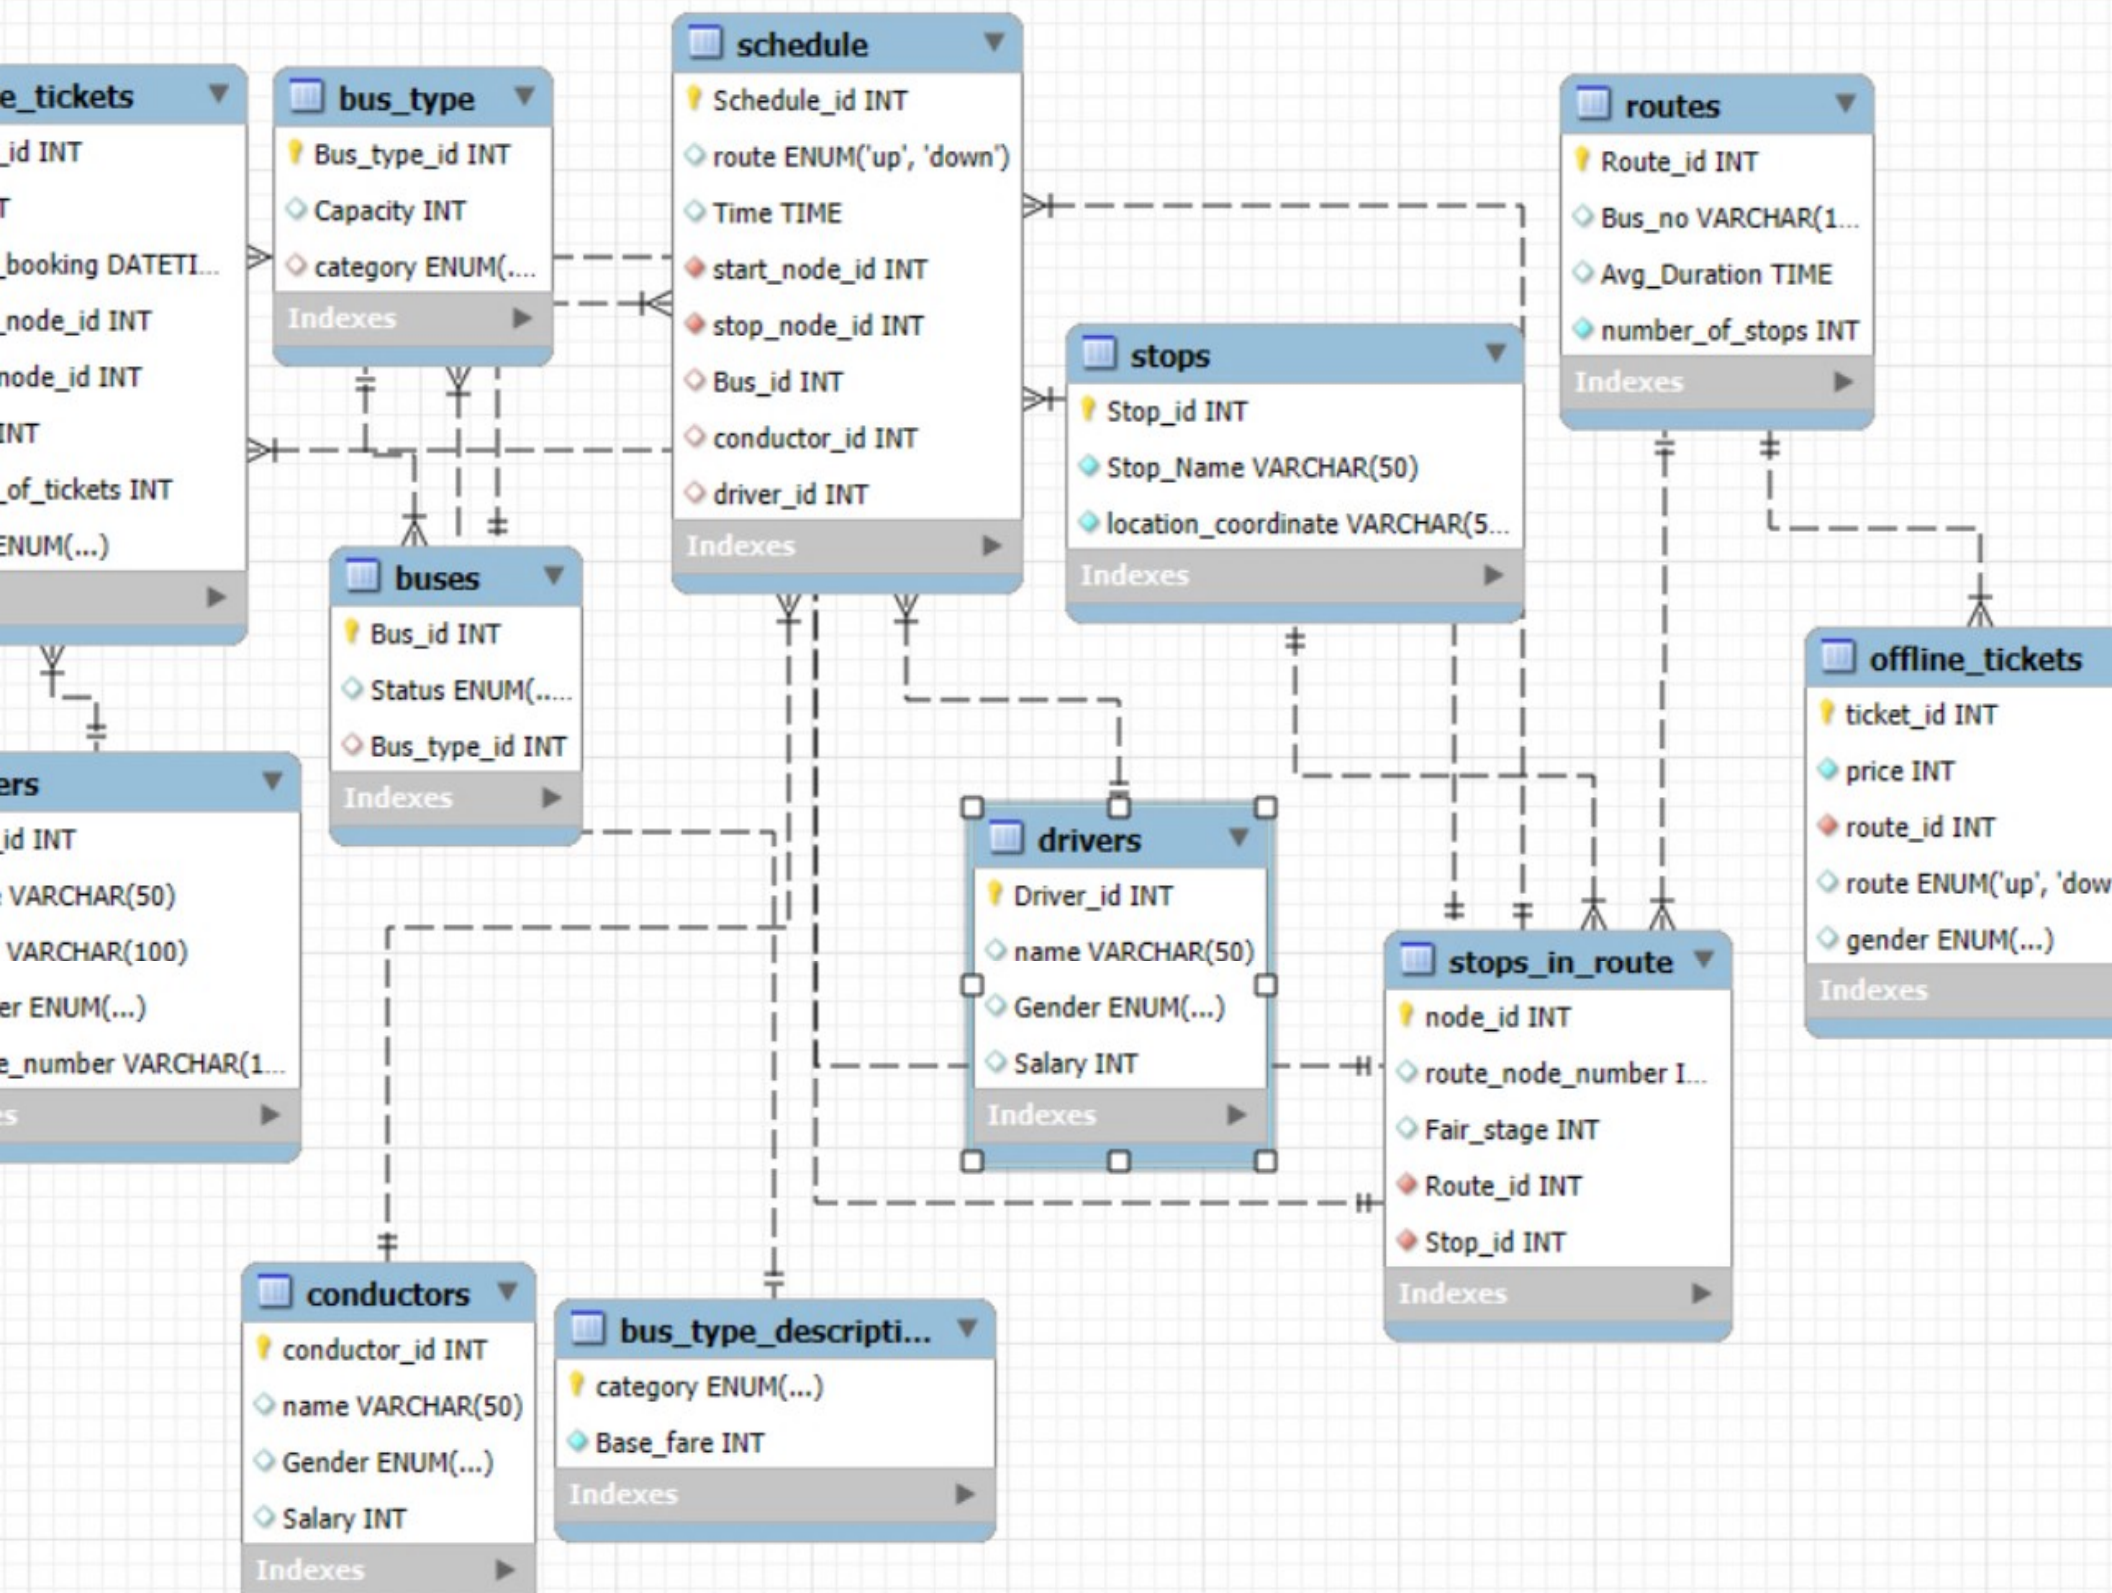 e_tickets
_id INT
T
_booking DATETI...
_node_id INT
node_id INT
INT
_of_tickets INT
ENUM(...)
bus_type
Bus_type_id INT
Capacity INT
category ENUM(....
Indexes
schedule
Schedule_id INT
route ENUM('up', 'down')
Time TIME
start_node_id INT
stop_node_id INT
Bus_id INT
conductor_id INT
driver_id INT
Indexes
stops
Stop_id INT
Stop_Name VARCHAR(50)
location_coordinate VARCHAR(5...
Indexes
routes
Route_id INT
Bus_no VARCHAR(1...
Avg_Duration TIME
number_of_stops INT
Indexes
buses
Bus_id INT
Status ENUM(.....
Bus_type_id INT
Indexes
offline_tickets
ticket_id INT
price INT
route_id INT
route ENUM('up', 'dow
gender ENUM(...)
Indexes
ers
_id INT
e VARCHAR(50)
VARCHAR(100)
er ENUM(...)
e_number VARCHAR(1...
es
drivers
Driver_id INT
name VARCHAR(50)
Gender ENUM(...)
Salary INT
Indexes
stops_in_route
node_id INT
route_node_number I...
Fair_stage INT
Route_id INT
Stop_id INT
Indexes
conductors
conductor_id INT
name VARCHAR(50)
Gender ENUM(...)
Salary INT
Indexes
bus_type_descripti...
category ENUM(...)
Base_fare INT
Indexes